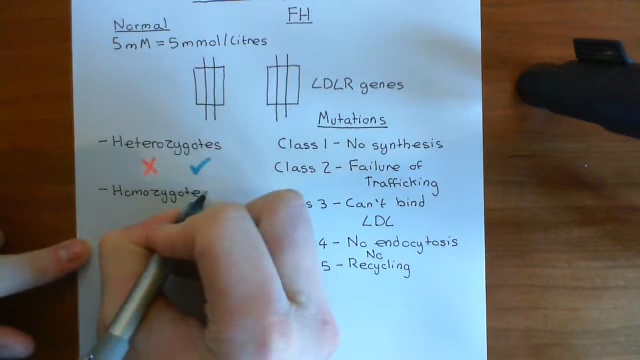 FH
Normal
5mM = 5mmol/Litres
LDLR genes
Mutations
- Heterozygotes
Class 1 - No synthesis
Class 2 - Failure of
Trafficking
- Homozygote
s 3 - Can't bind
LDL
4 - No endocytosis
No
5 - Recycling